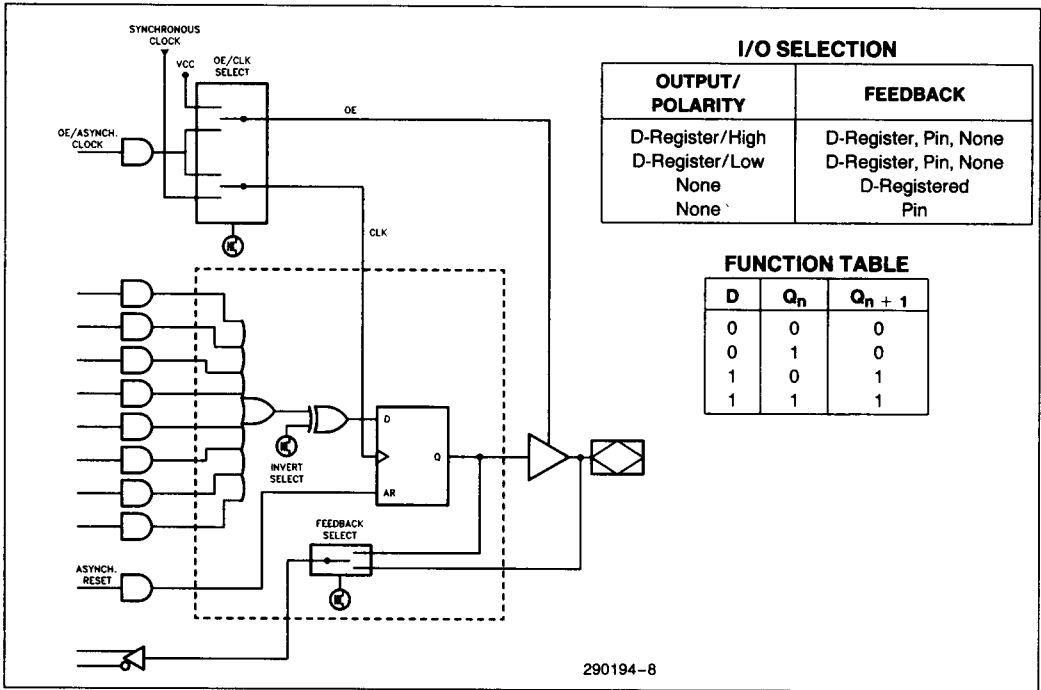 SYNCHRONOUS
CLOCK
VCC
OE/CLK
SELECT
OE
OE/ASYNCH.
CLOCK
CLK
INVERT
SELECT
D
Q
AR
FEEDBACK
SELECT
ASYNCH.
RESET
I/O SELECTION
OUTPUT/
POLARITY
FEEDBACK
D-Register/High D-Register, Pin, None
D-Register/Low D-Register, Pin, None
None D-Registered
None Pin
FUNCTION TABLE
D Qn Qn + 1
0 0 0
0 1 0
1 0 1
1 1 1
290194-8